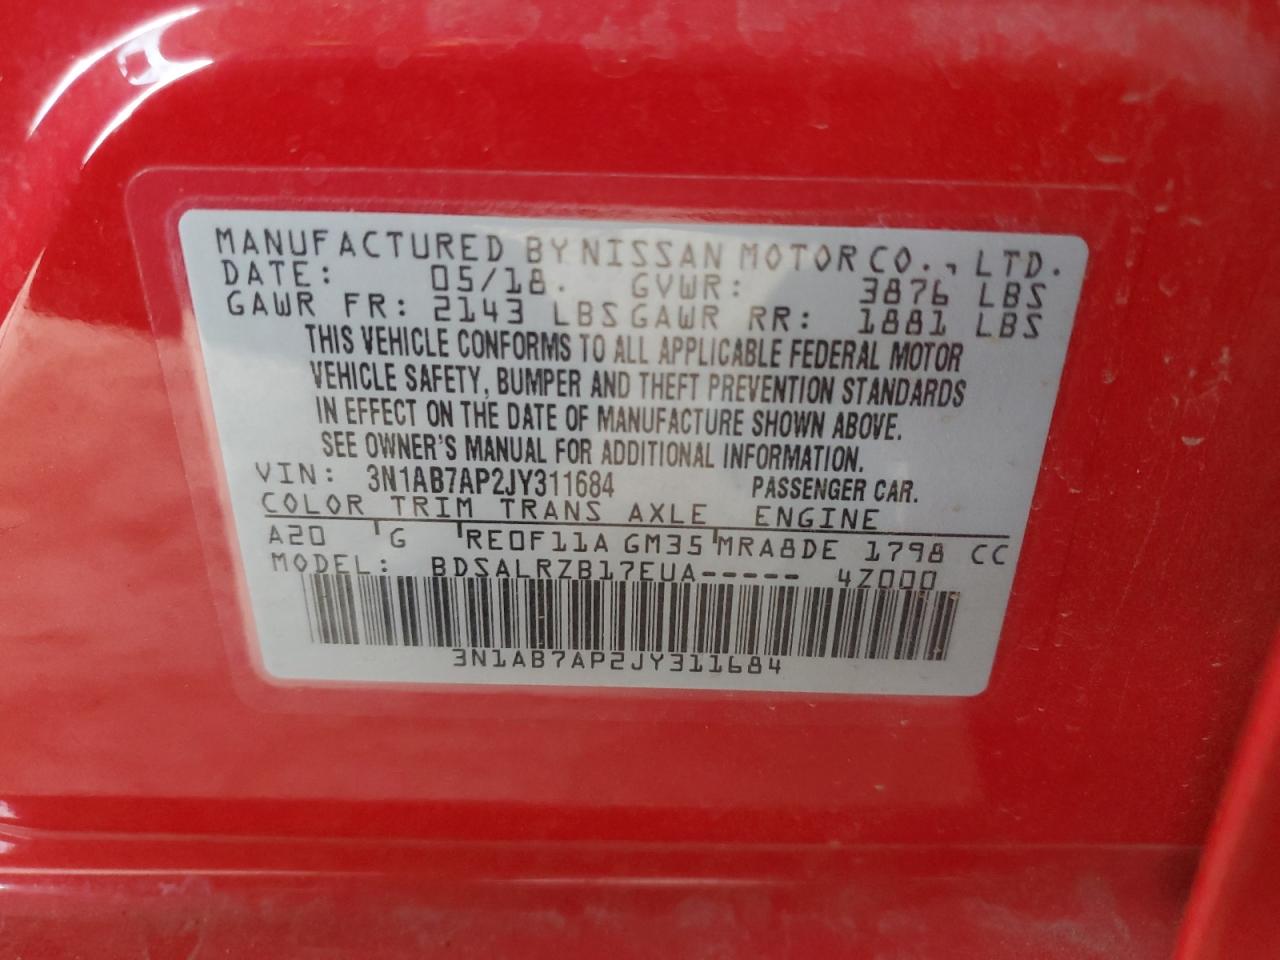 MANUFACTURED BY NISSAN MOTOR CO., LTD.
DATE: 05/18. GVWR: 3876 LBS
GAWR FR: 2143 LBS GAWR RR: 1881 LBS
THIS VEHICLE CONFORMS TO ALL APPLICABLE FEDERAL MOTOR
VEHICLE SAFETY, BUMPER AND THEFT PREVENTION STANDARDS
IN EFFECT ON THE DATE OF MANUFACTURE SHOWN ABOVE.
SEE OWNER'S MANUAL FOR ADDITIONAL INFORMATION.
VIN: 3N1AB7AP2JY311684 PASSENGER CAR.
COLOR TRIM TRANS AXLE ENGINE
A20 G RE0F11A GM35 MRA8DE 1798 CC
MODEL: BDSALRZB17EUA----- 4Z000
3N1AB7AP2JY311684